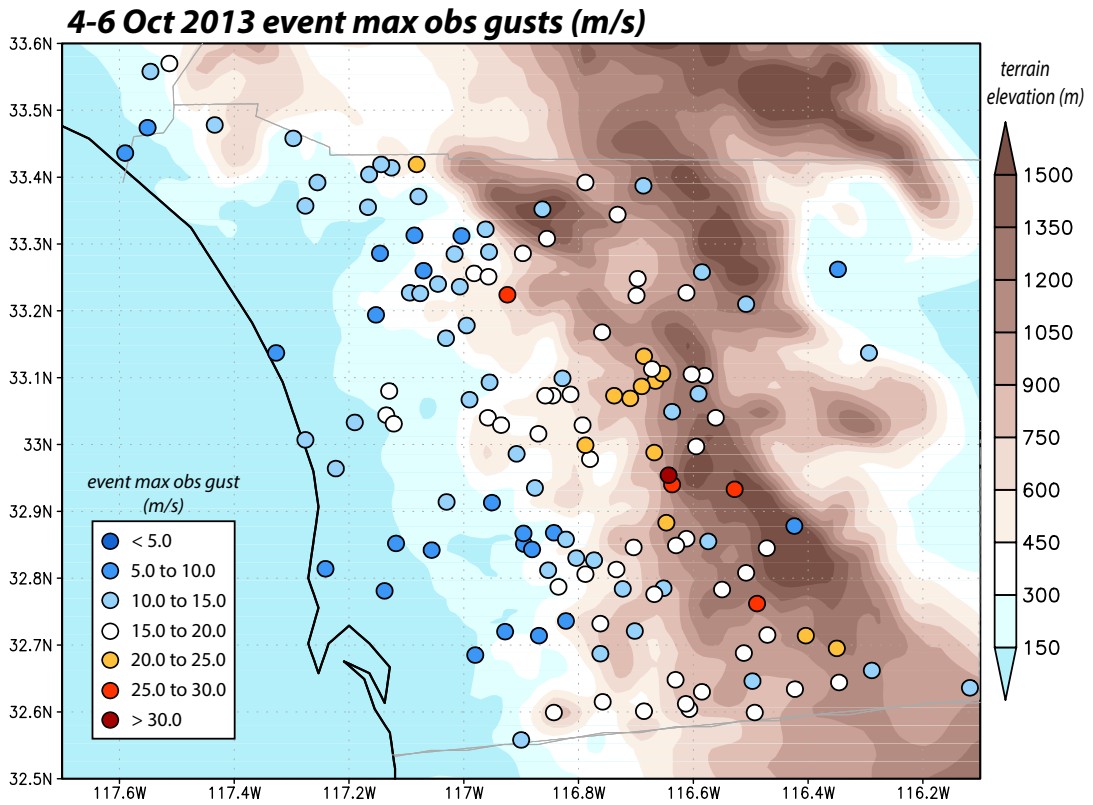 4-6 Oct 2013 event max obs gusts (m/s)
33.6N
33.5N
33.4N
33.3N
33.2N
33.1N
33N
32.9N
32.8N
32.7N
32.6N
32.5N
event max obs gust
(m/s)
< 5.0
5.0 to 10.0
10.0 to 15.0
15.0 to 20.0
20.0 to 25.0
25.0 to 30.0
> 30.0
117.6W 117.4W 117.2W 117W 116.8W 116.6W 116.4W 116.2W
terrain
elevation (m)
1500
1350
1200
1050
900
750
600
450
300
150